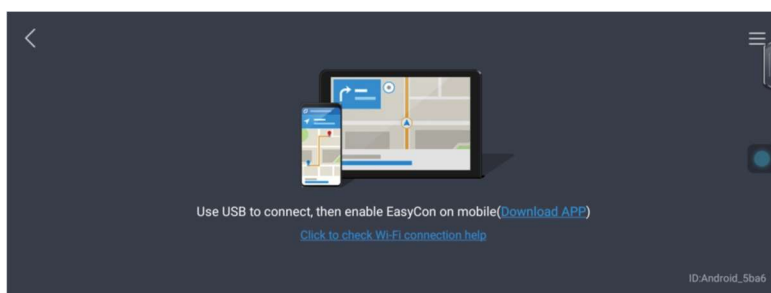 Use USB to connect, then enable EasyCon on mobile(Download APP)
Click to check Wi-Fi connection help
ID:Android_5ba6